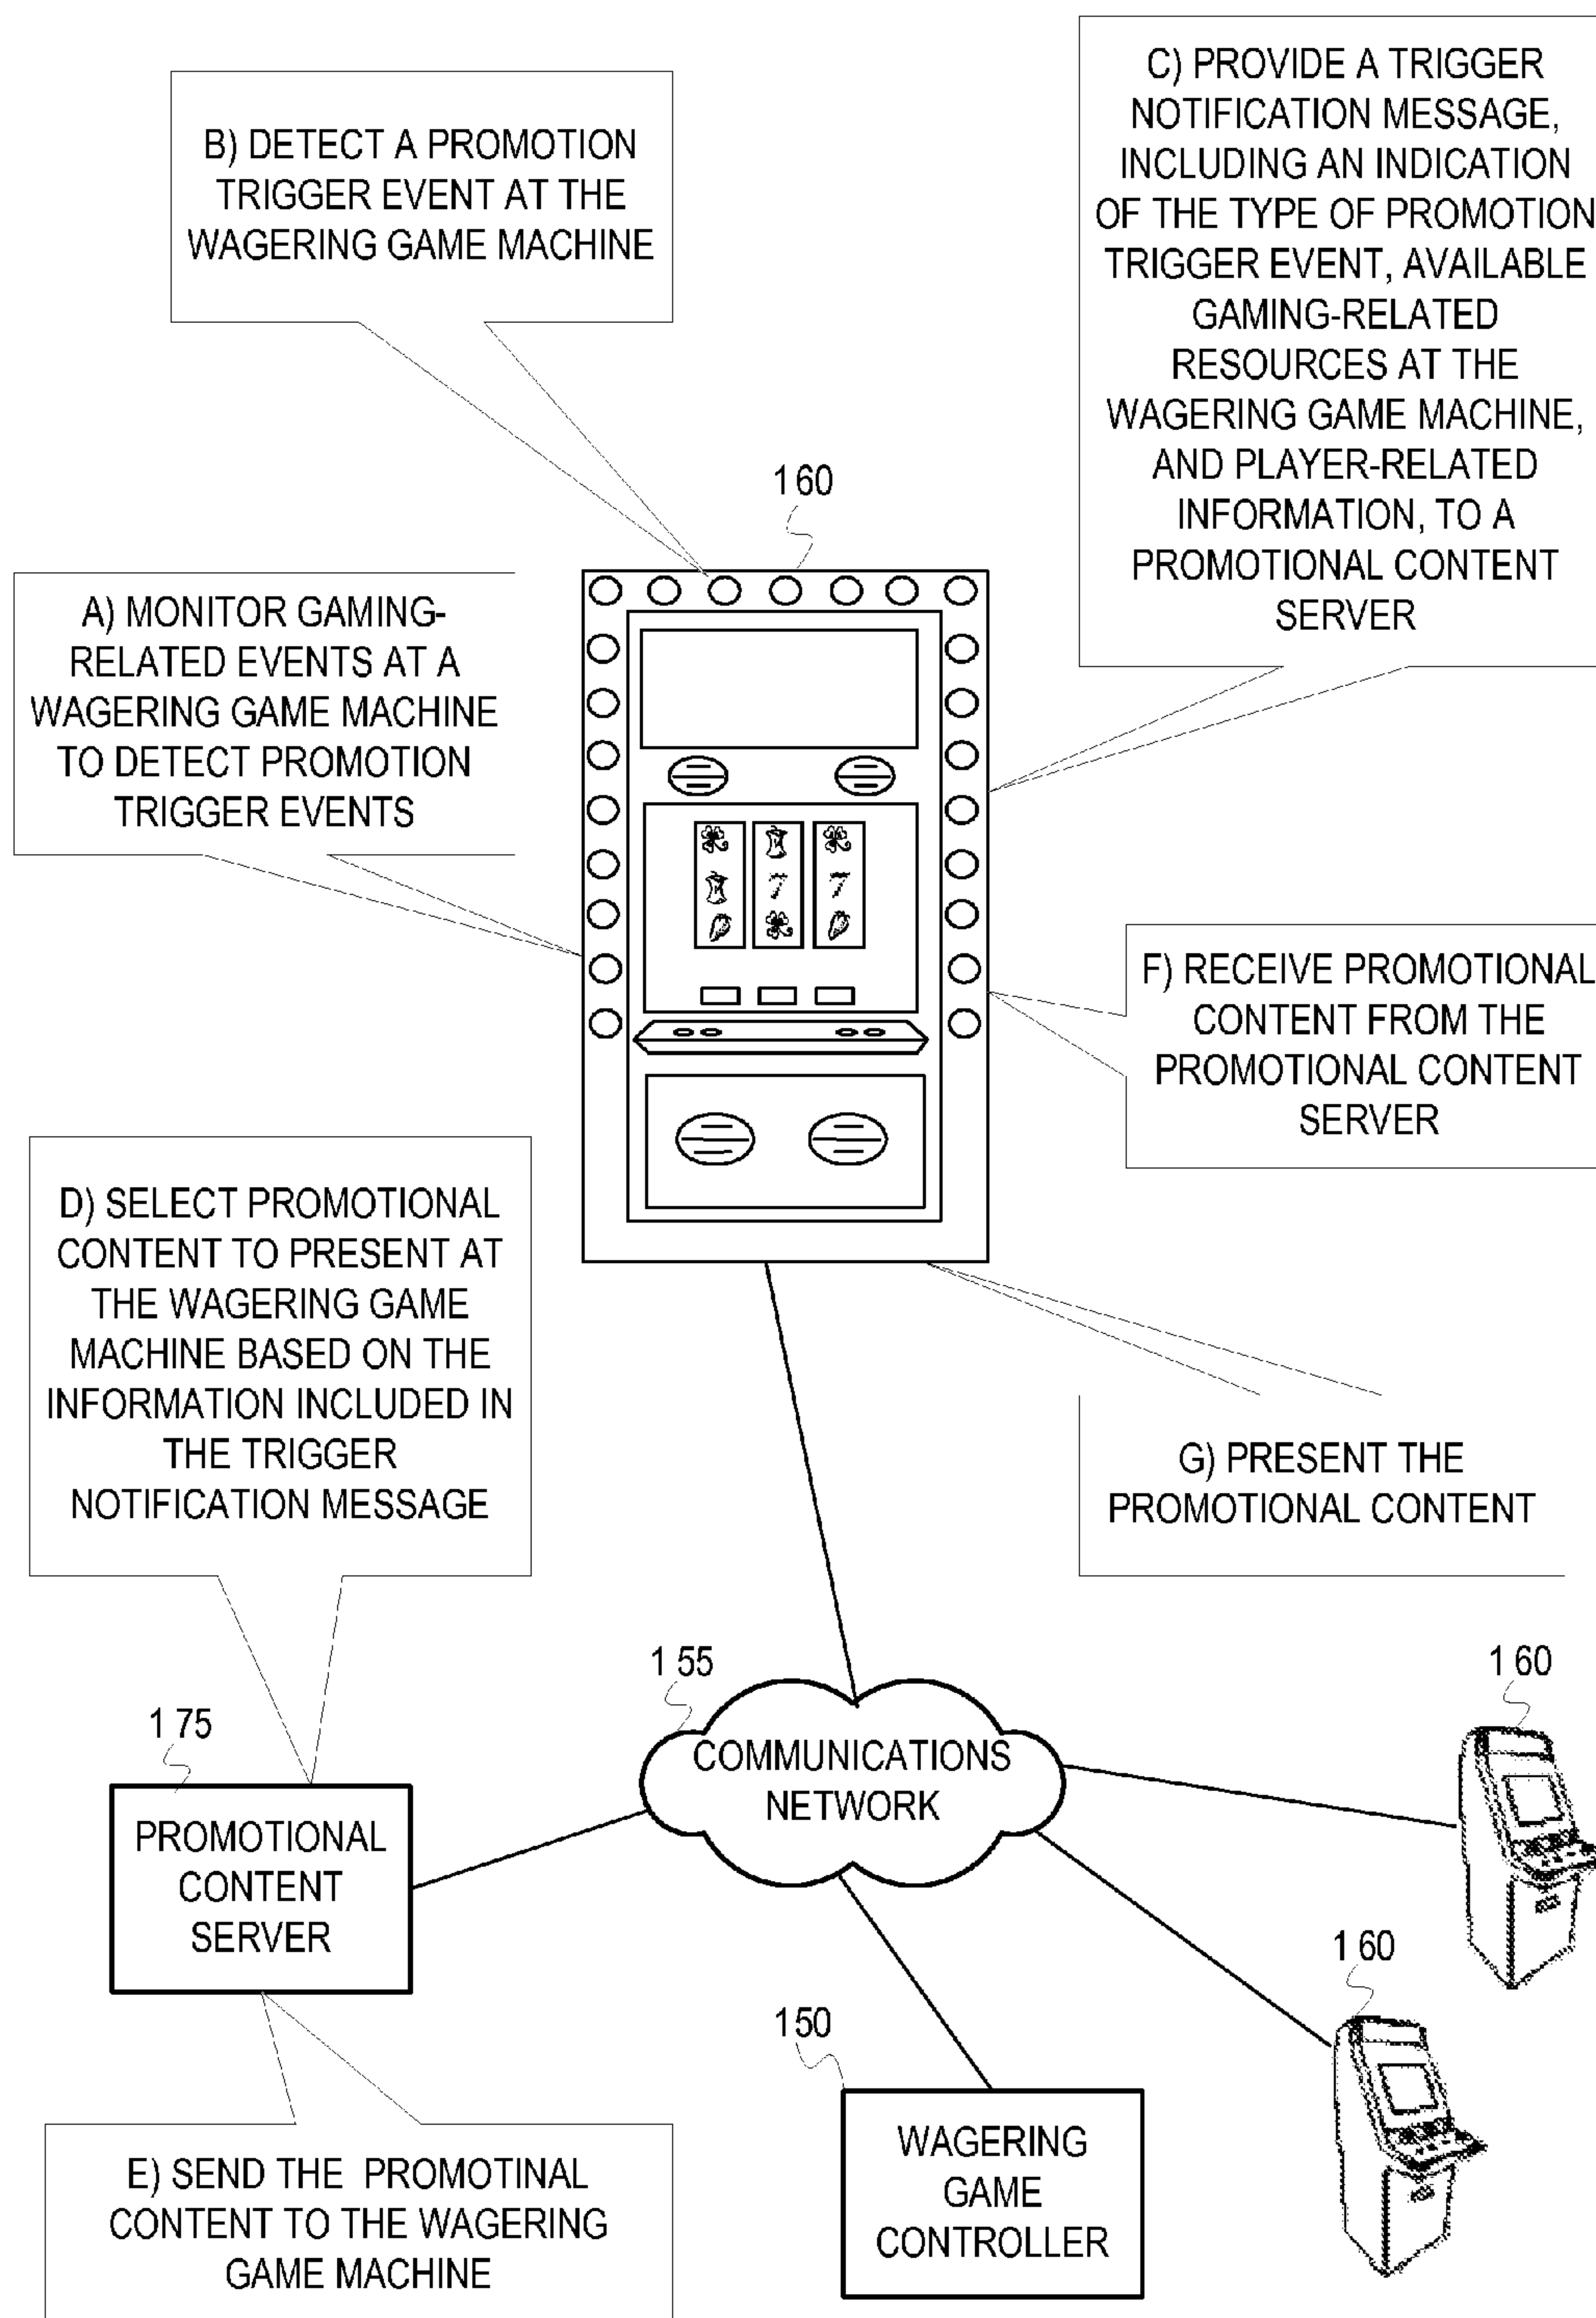 B) DETECT A PROMOTION
TRIGGER EVENT AT THE
WAGERING GAME MACHINE
C) PROVIDE A TRIGGER
NOTIFICATION MESSAGE,
INCLUDING AN INDICATION
OF THE TYPE OF PROMOTION
TRIGGER EVENT, AVAILABLE
GAMING-RELATED
RESOURCES AT THE
WAGERING GAME MACHINE,
AND PLAYER-RELATED
INFORMATION, TO A
PROMOTIONAL CONTENT
SERVER
160
A) MONITOR GAMING-
RELATED EVENTS AT A
WAGERING GAME MACHINE
TO DETECT PROMOTION
TRIGGER EVENTS
7
7
F) RECEIVE PROMOTIONAL
CONTENT FROM THE
PROMOTIONAL CONTENT
SERVER
D) SELECT PROMOTIONAL
CONTENT TO PRESENT AT
THE WAGERING GAME
MACHINE BASED ON THE
INFORMATION INCLUDED IN
THE TRIGGER
NOTIFICATION MESSAGE
G) PRESENT THE
PROMOTIONAL CONTENT
155
160
175
COMMUNICATIONS
NETWORK
PROMOTIONAL
CONTENT
SERVER
160
150
WAGERING
GAME
CONTROLLER
E) SEND THE PROMOTINAL
CONTENT TO THE WAGERING
GAME MACHINE